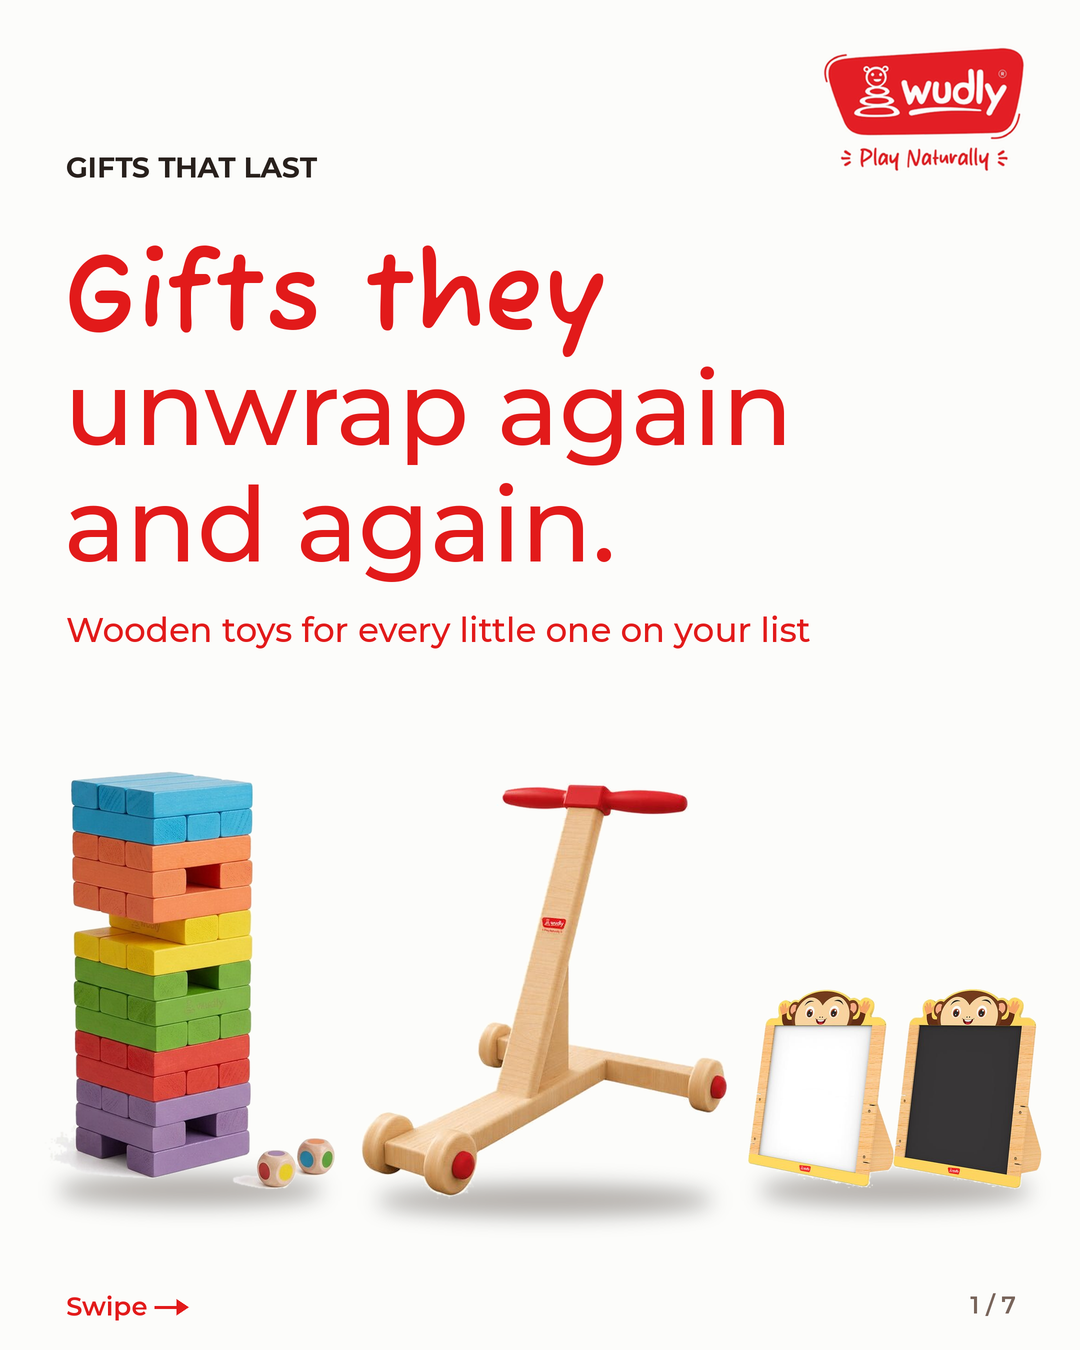 wudly
Play Naturally
GIFTS THAT LAST
Gifts they
unwrap again
and again.
Wooden toys for every little one on your list
wudly
Swipe →
1 / 7